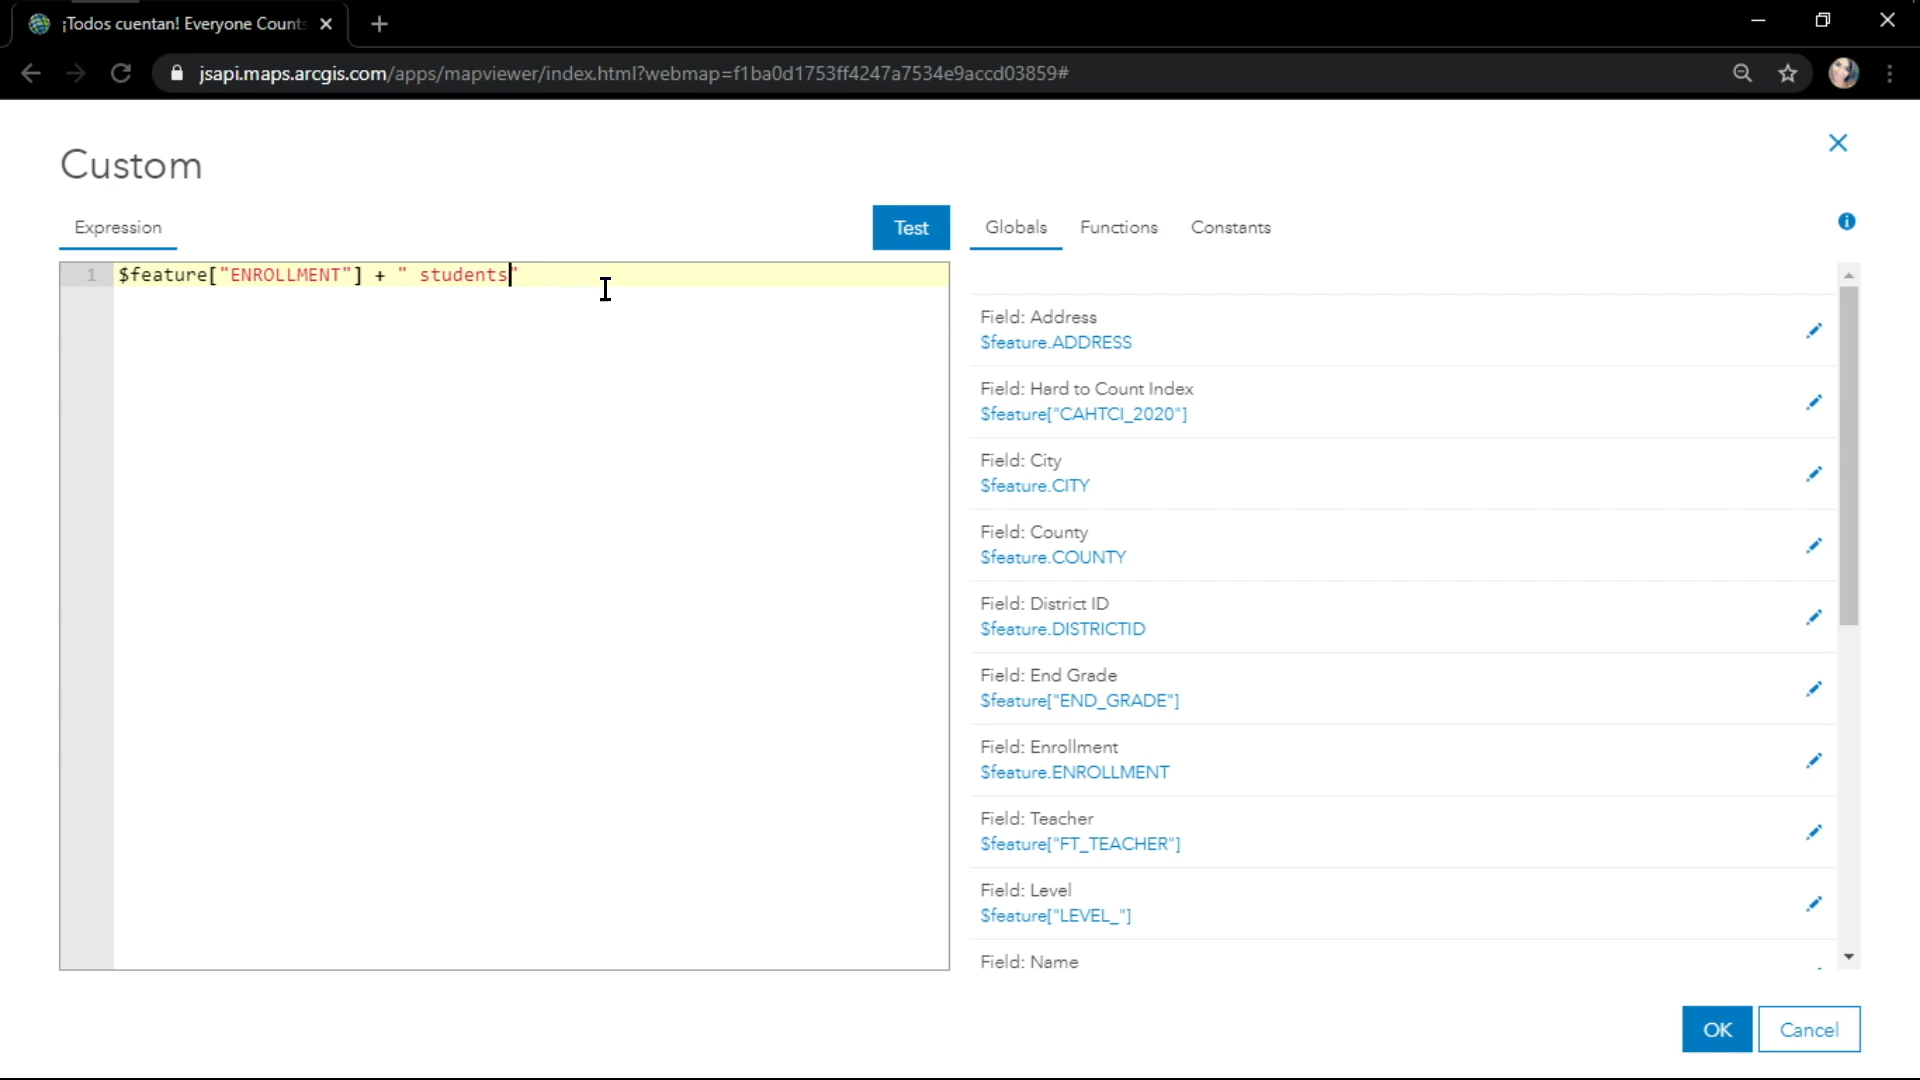 ¡Todos cuentan! Everyone Counts
jsapi.maps.arcgis.com/apps/mapviewer/index.html?webmap=f1ba0d1753ff4247a7534e9accd03859#
Custom
Expression
Test
Globals
Functions
Constants
1 $feature["ENROLLMENT"] + " students"
Field: Address
$feature.ADDRESS
Field: Hard to Count Index
$feature["CAHTCI_2020"]
Field: City
$feature.CITY
Field: County
$feature.COUNTY
Field: District ID
$feature.DISTRICTID
Field: End Grade
$feature["END_GRADE"]
Field: Enrollment
$feature.ENROLLMENT
Field: Teacher
$feature["FT_TEACHER"]
Field: Level
$feature["LEVEL_"]
Field: Name
OK
Cancel